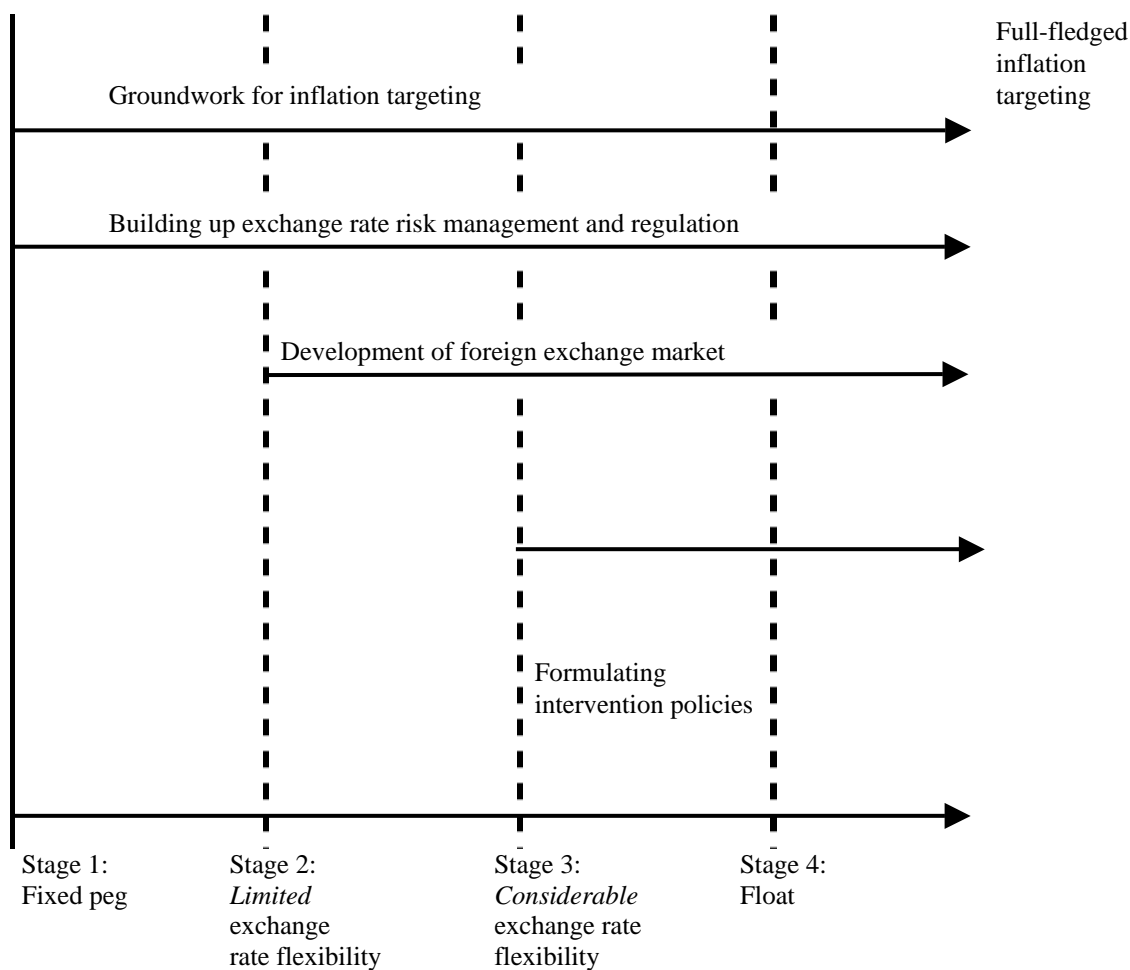 Full-fledged
inflation
targeting
Groundwork for inflation targeting
Building up exchange rate risk management and regulation
Development of foreign exchange market
Formulating
intervention policies
Stage 1:
Fixed peg
Stage 2:
Limited
exchange
rate flexibility
Stage 3:
Considerable
exchange rate
flexibility
Stage 4:
Float